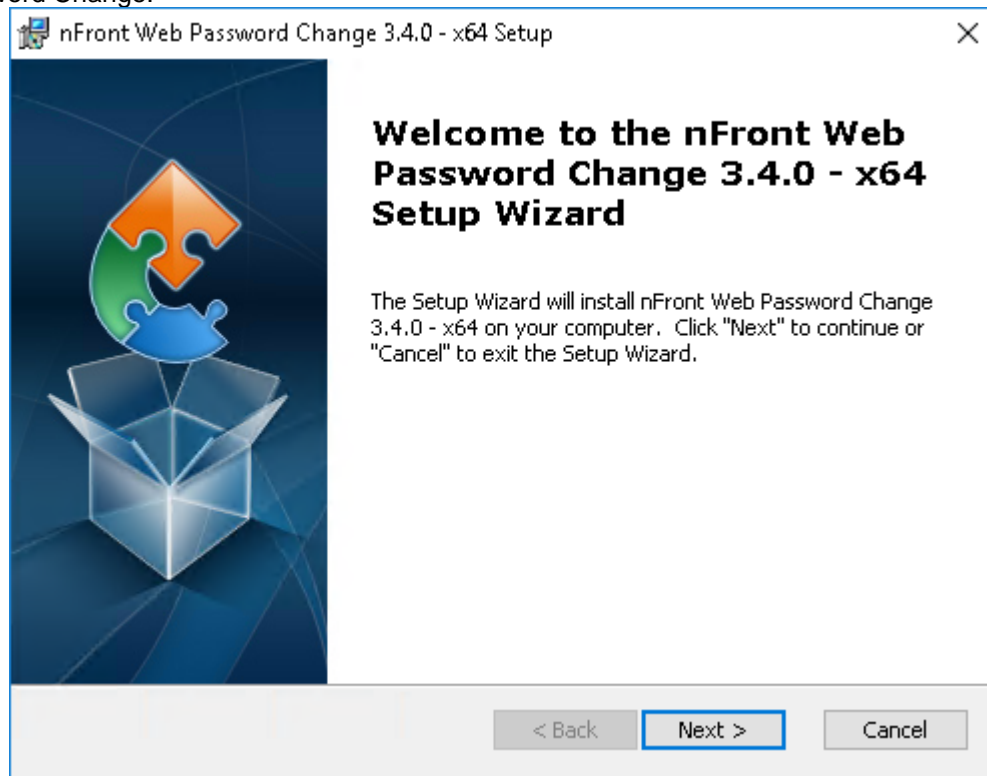 ord Change.
nFront Web Password Change 3.4.0 - x64 Setup
Welcome to the nFront Web
Password Change 3.4.0 - x64
Setup Wizard
The Setup Wizard will install nFront Web Password Change
3.4.0 - x64 on your computer.  Click "Next" to continue or
"Cancel" to exit the Setup Wizard.
< Back
Next >
Cancel